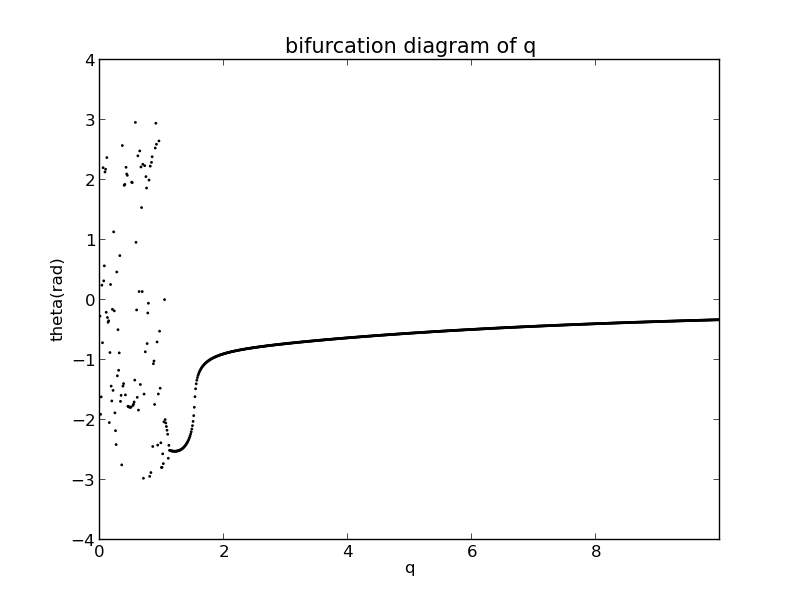 bifurcation diagram of q
4
3
2
1
0
−1
−2
−3
−4
theta(rad)
0 2 4 6 8
q